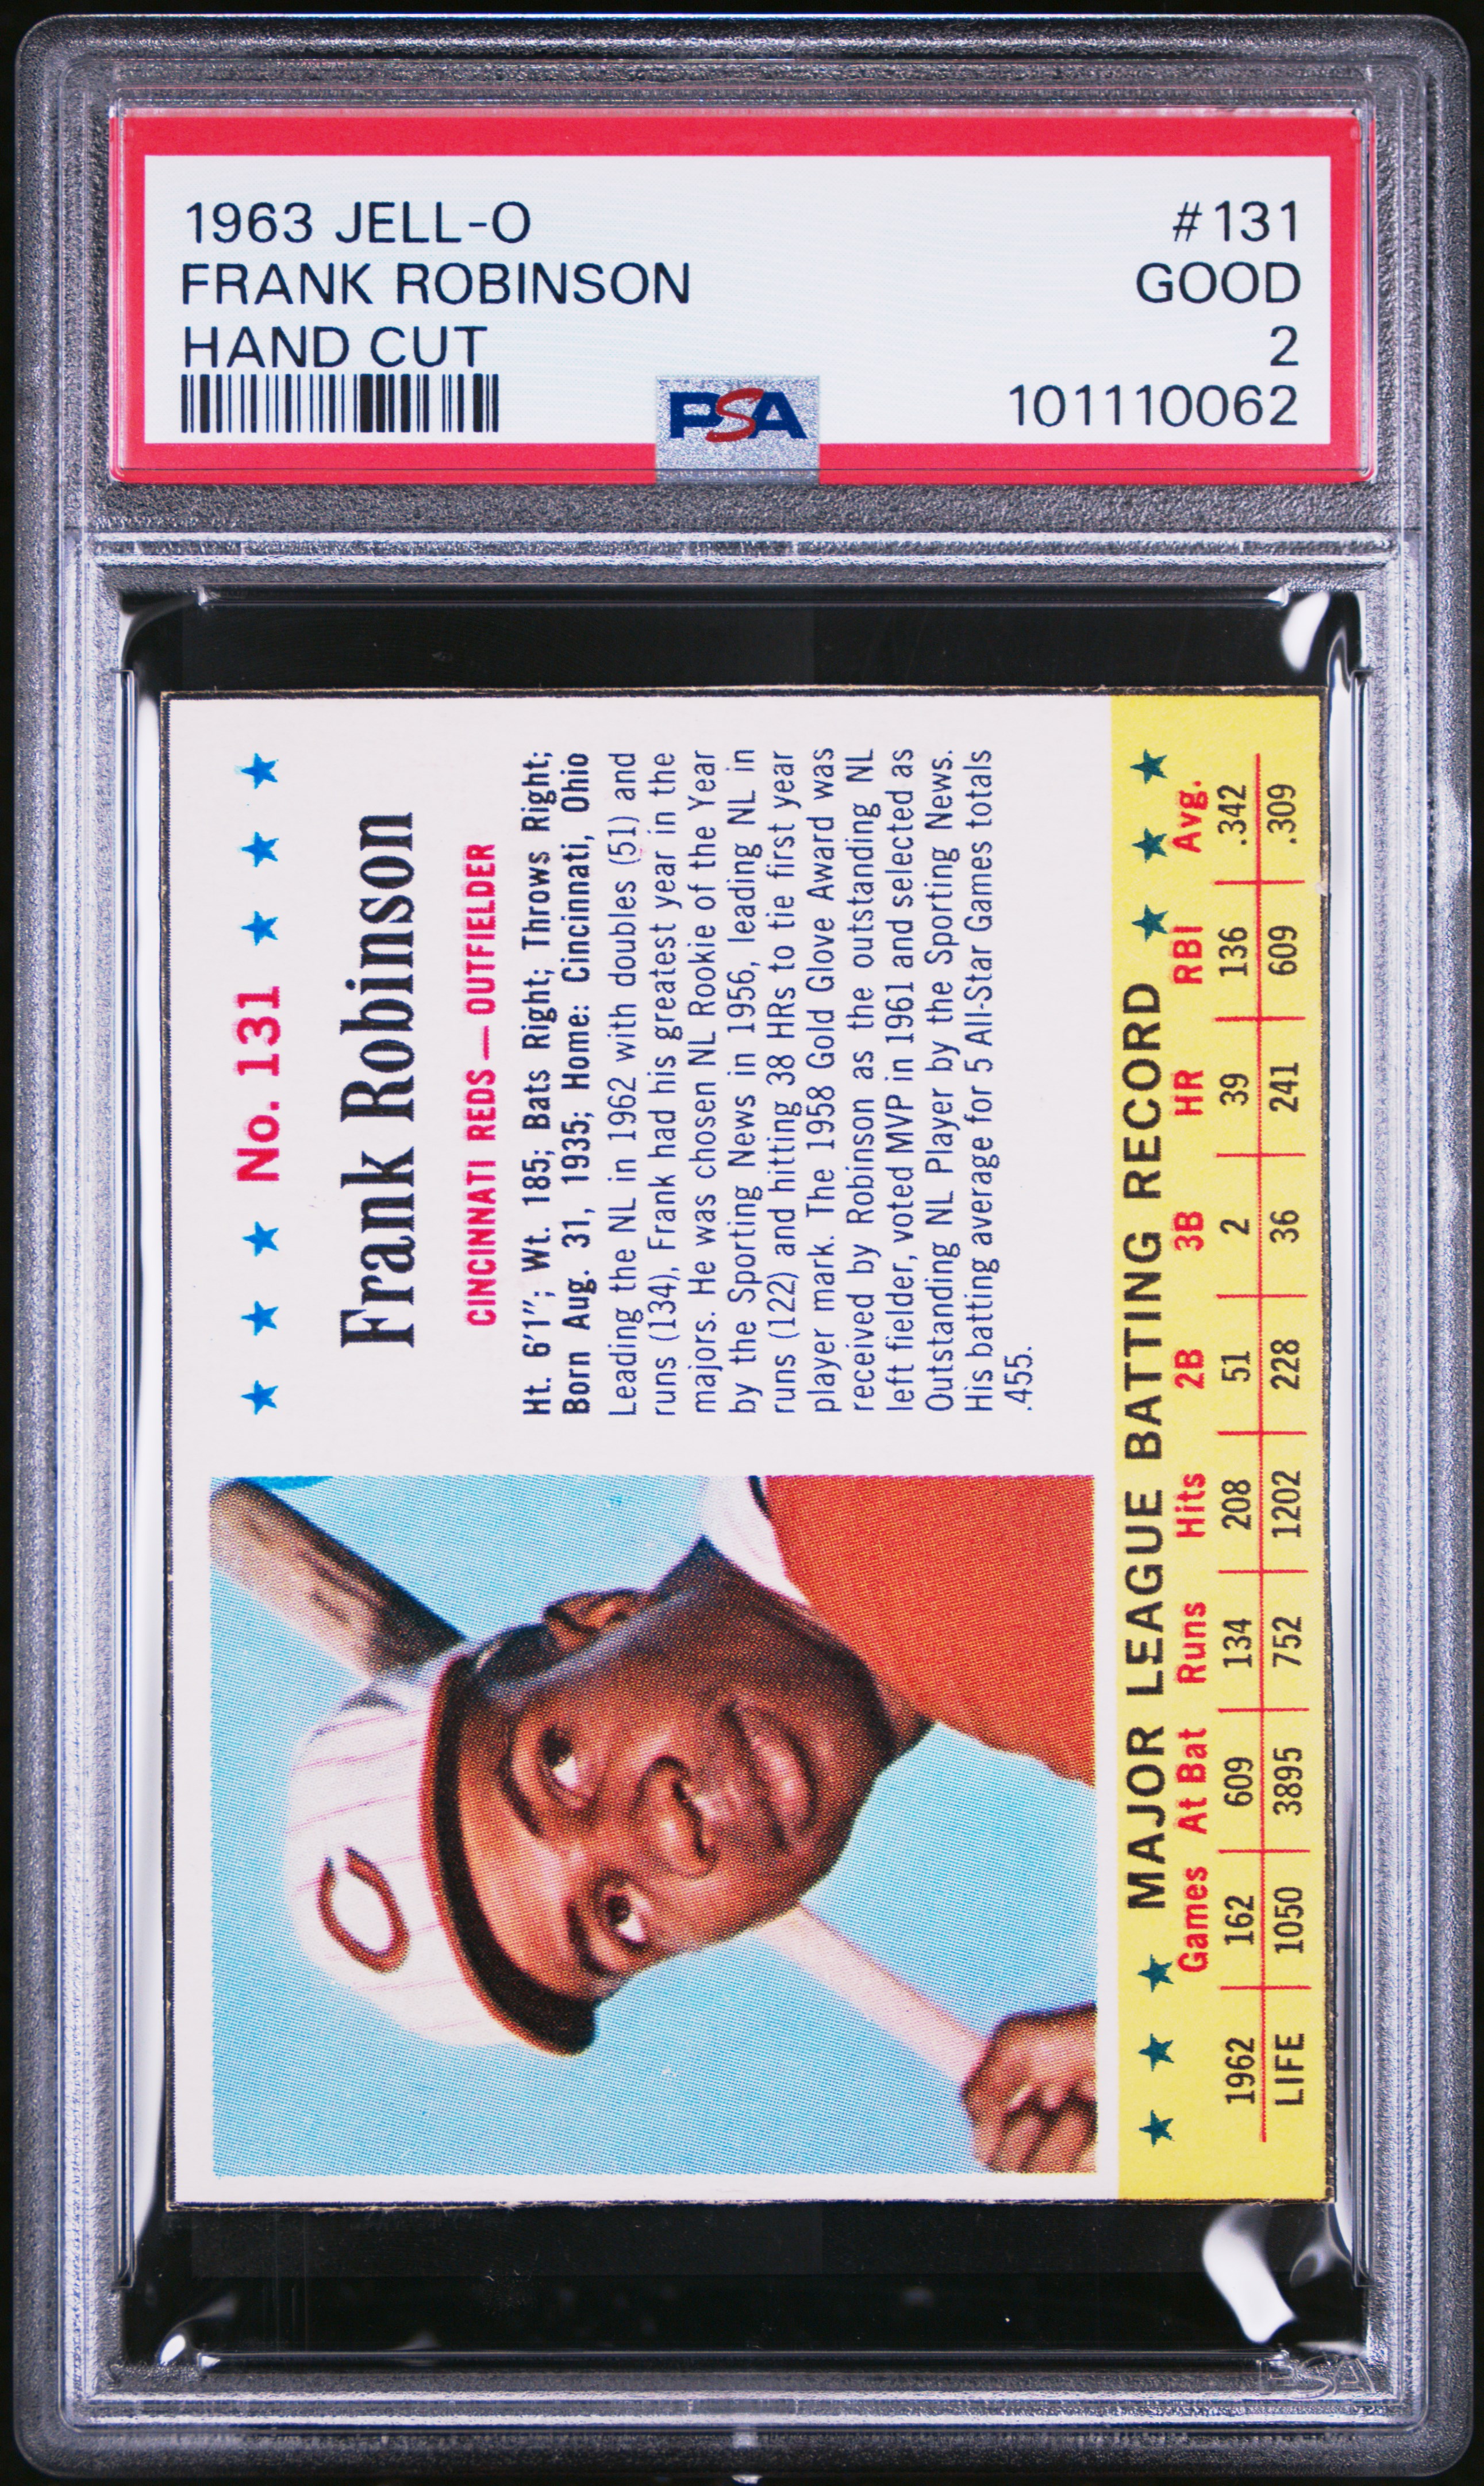 1963 JELL-O #131
FRANK ROBINSON GOOD
HAND CUT 2
PSA 101110062
No. 131
Frank Robinson
CINCINNATI REDS — OUTFIELDER
Ht. 6'1"; Wt. 185; Bats Right; Throws Right;
Born Aug. 31, 1935; Home: Cincinnati, Ohio
Leading the NL in 1962 with doubles (51) and
runs (134), Frank had his greatest year in the
majors. He was chosen NL Rookie of the Year
by the Sporting News in 1956, leading NL in
runs (122) and hitting 38 HRs to tie first year
player mark. The 1958 Gold Glove Award was
received by Robinson as the outstanding NL
left fielder, voted MVP in 1961 and selected as
Outstanding NL Player by the Sporting News.
His batting average for 5 All-Star Games totals
.455.
C
MAJOR LEAGUE BATTING RECORD
Games At Bat Runs Hits 2B 3B HR RBI Avg.
1962 162 609 134 208 51 2 39 136 .342
LIFE 1050 3895 752 1202 228 36 241 609 .309
PSA